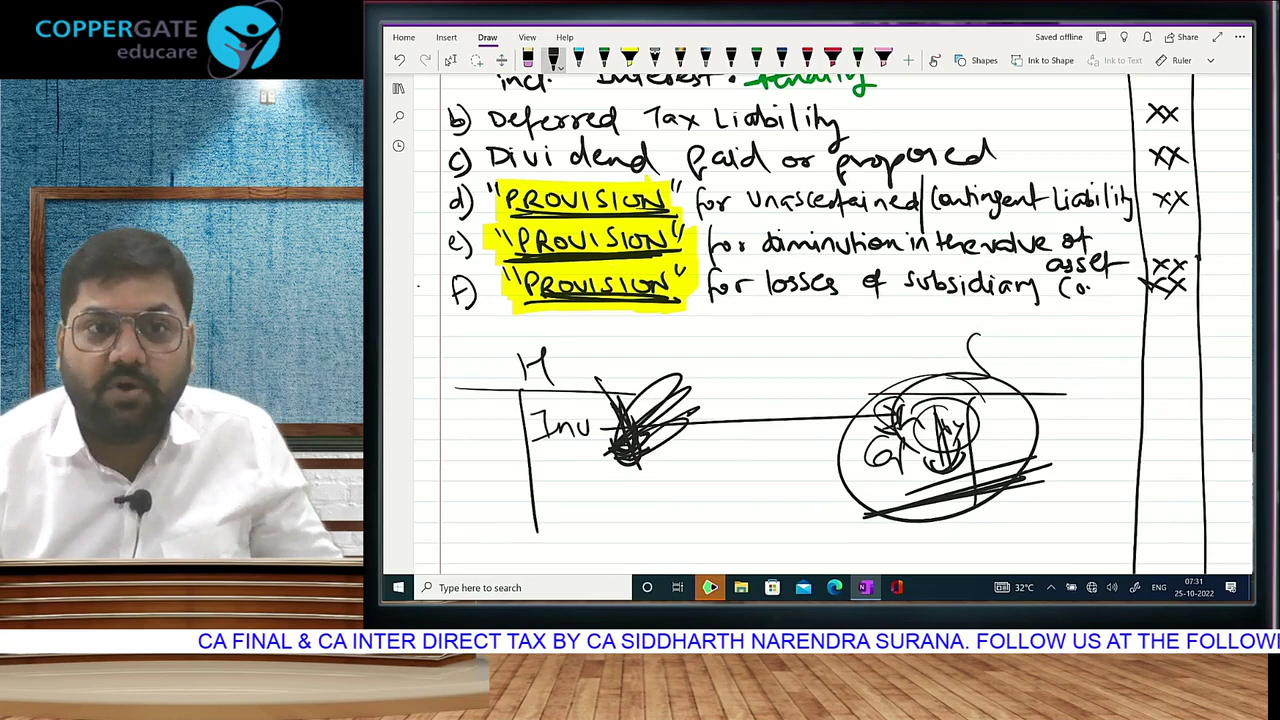 COPPERGATE
educare
Home Insert Draw View Help
Saved offline
Share
Shapes
Ink to Shape
Ink to Text
Ruler
incl. Interest. Penalty
b) Deferred Tax Liability XX
c) Dividend paid or proposed XX
d) "PROVISION" for Unascertained/Contingent Liability XX
e) "PROVISION" for diminution in the value of
asset XX
f) "PROVISION" for losses of subsidiary Co. XX
H
S
Inv
Type here to search
32°C
ENG
07:31
25-10-2022
CA FINAL & CA INTER DIRECT TAX BY CA SIDDHARTH NARENDRA SURANA. FOLLOW US AT THE FOLLOWI